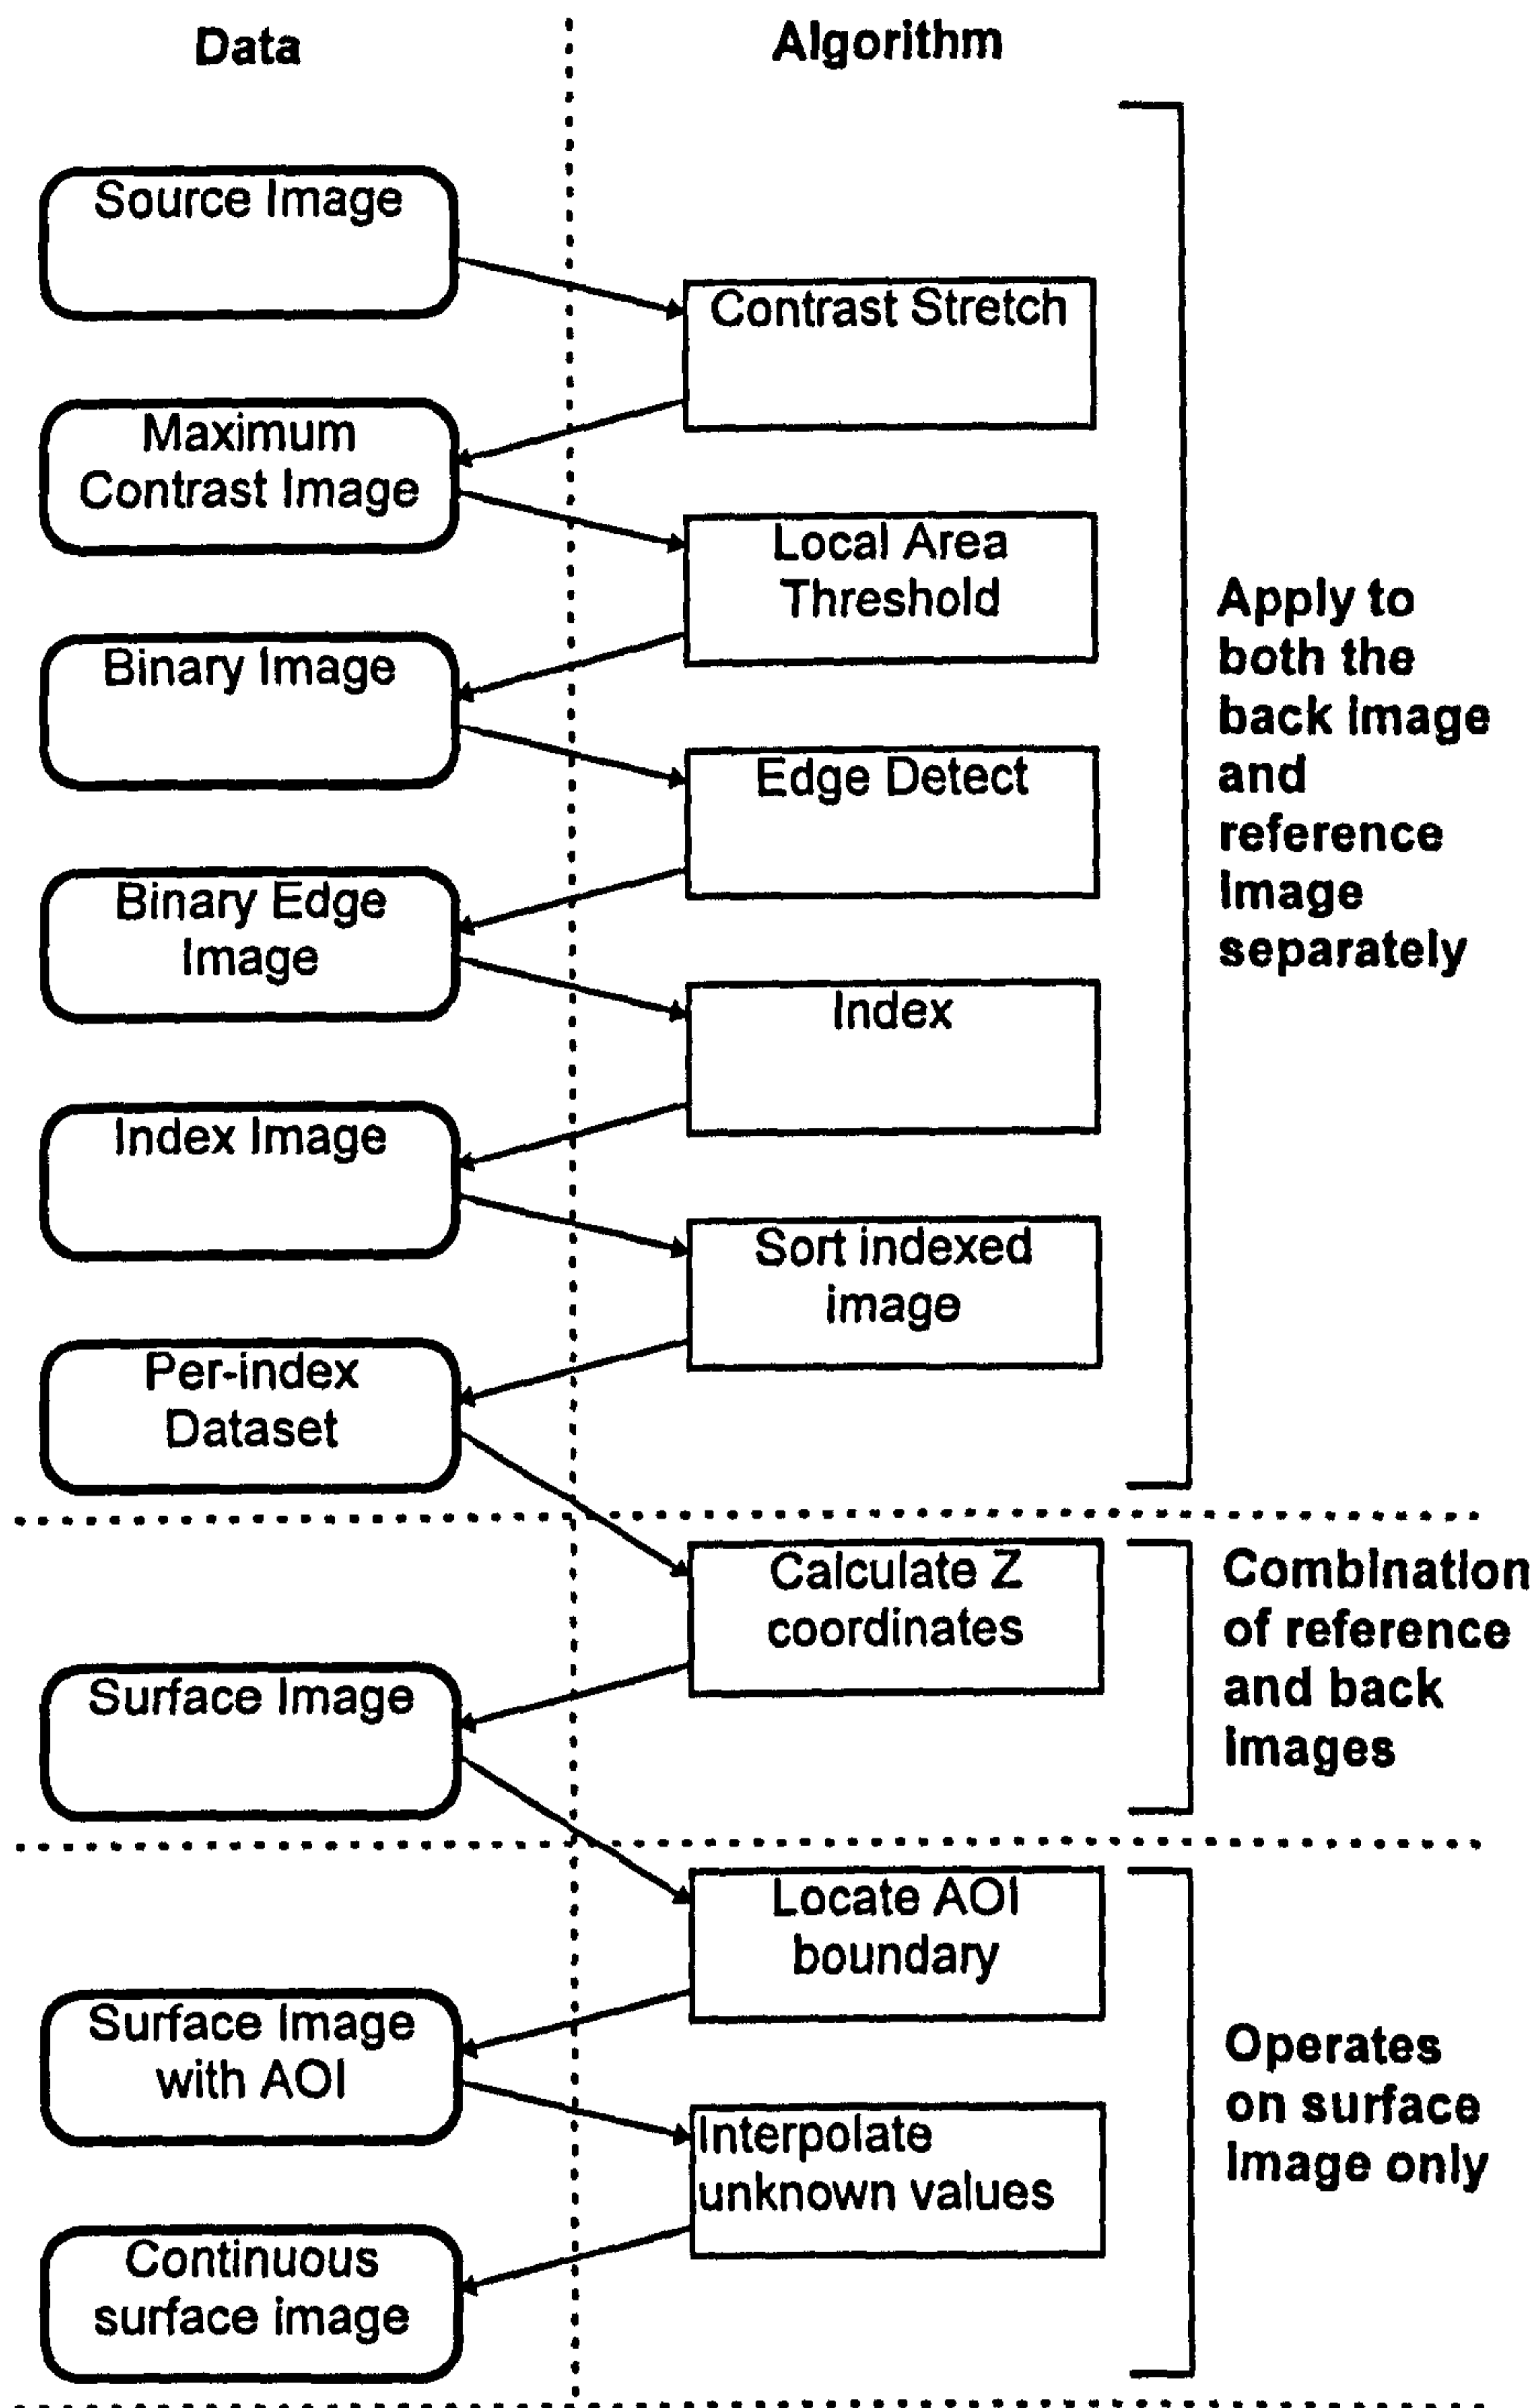 Data
Algorithm
Source Image
Contrast Stretch
Maximum
Contrast Image
Local Area
Threshold
Binary Image
Edge Detect
Binary Edge
Image
Index
Index Image
Sort indexed
image
Per-index
Dataset
Apply to
both the
back image
and
reference
image
separately
Calculate Z
coordinates
Surface Image
Combination
of reference
and back
images
Locate AOI
boundary
Surface Image
with AOI
Interpolate
unknown values
Continuous
surface image
Operates
on surface
image only